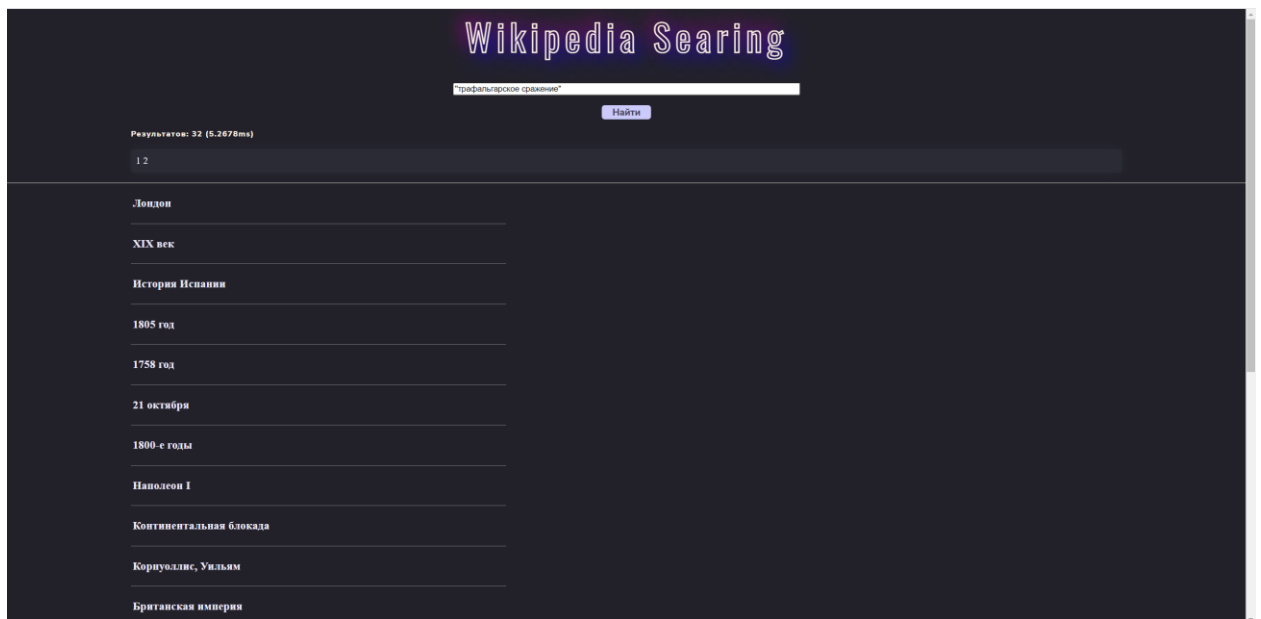 Wikipedia Searing
"трафальгарское сражение"
Найти
Результатов: 32 (5.2678ms)
1 2
Лондон
XIX век
История Испании
1805 год
1758 год
21 октября
1800-е годы
Наполеон I
Континентальная блокада
Корнуоллис, Уильям
Британская империя